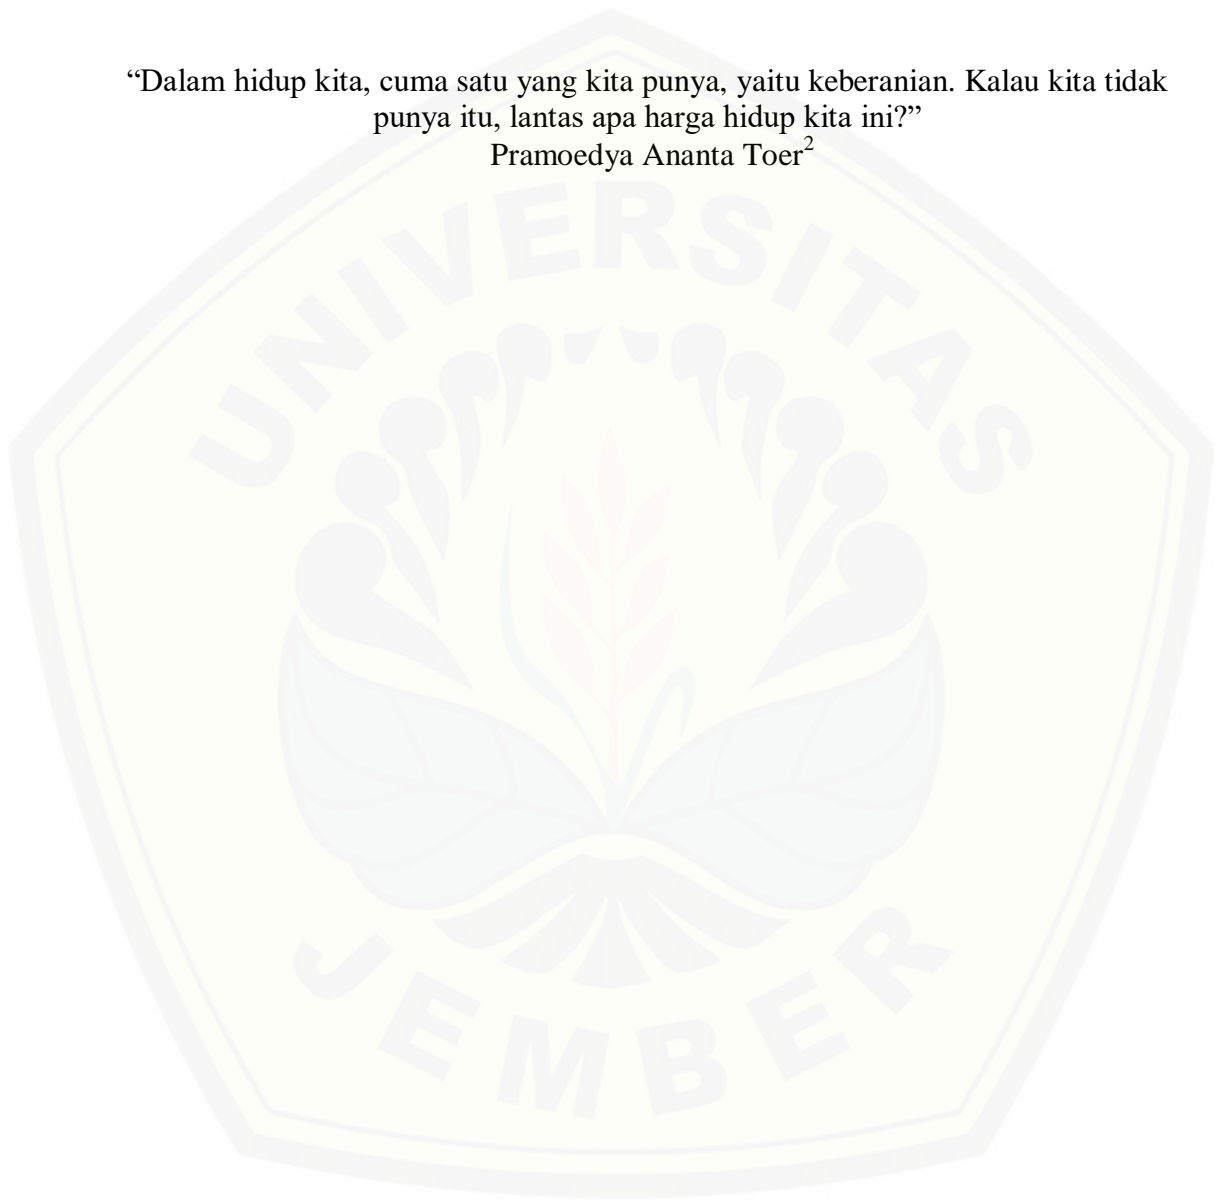 “Dalam hidup kita, cuma satu yang kita punya, yaitu keberanian. Kalau kita tidak
punya itu, lantas apa harga hidup kita ini?”
Pramoedya Ananta Toer²
UNIVERSITAS
JEMBER